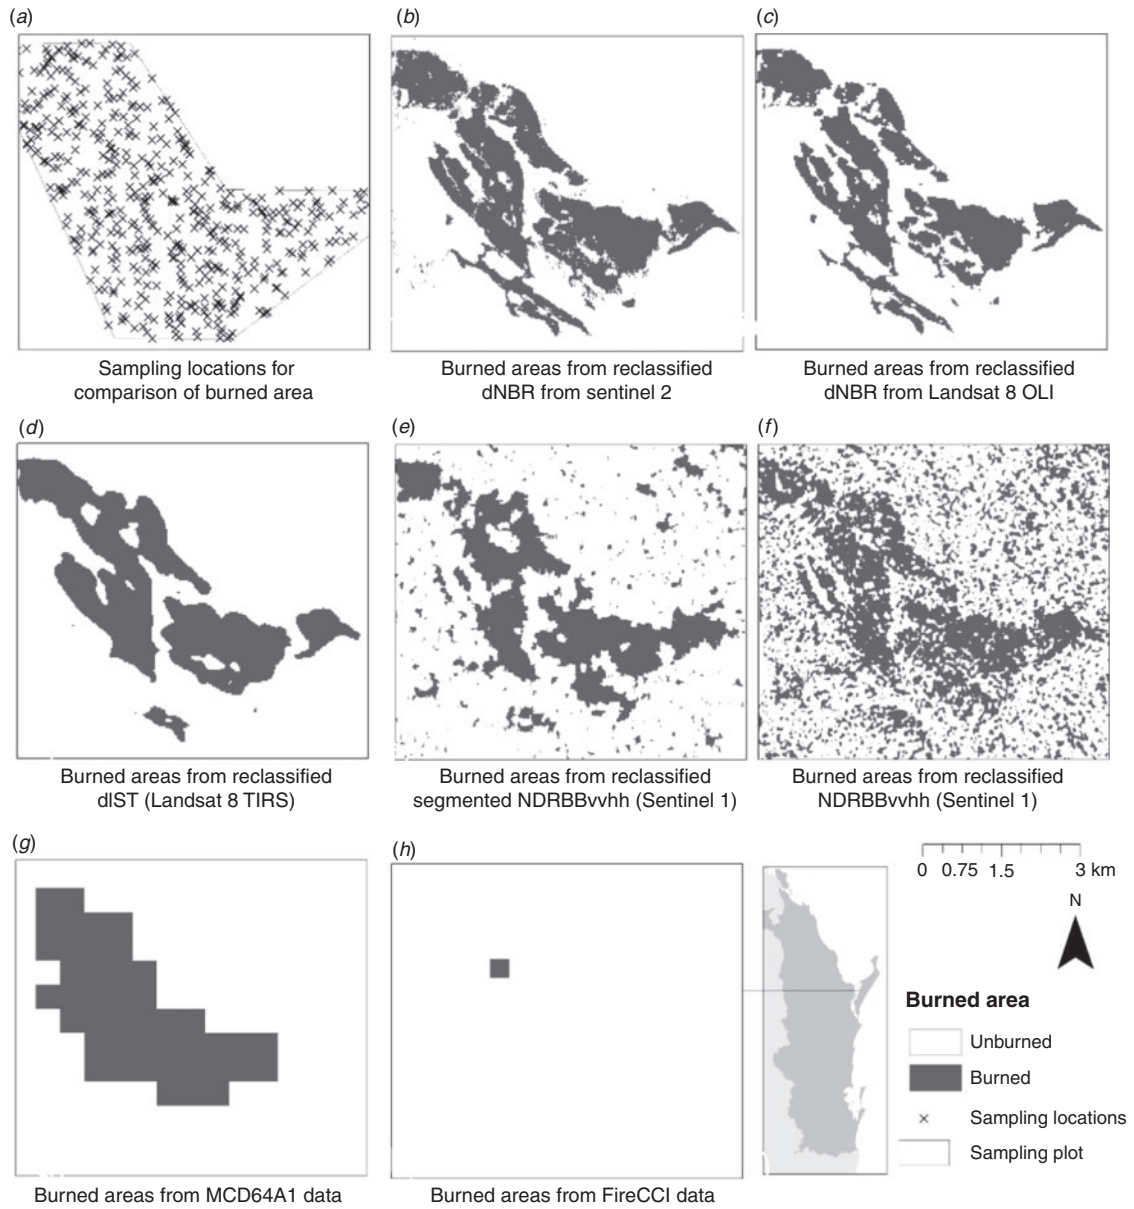 (a)
(b)
(c)
Sampling locations for
comparison of burned area
Burned areas from reclassified
dNBR from sentinel 2
Burned areas from reclassified
dNBR from Landsat 8 OLI
(d)
(e)
(f)
Burned areas from reclassified
dlST (Landsat 8 TIRS)
Burned areas from reclassified
segmented NDRBBvvhh (Sentinel 1)
Burned areas from reclassified
NDRBBvvhh (Sentinel 1)
(g)
(h)
0 0.75 1.5 3 km
N
Burned area
Unburned
Burned
Sampling locations
Sampling plot
Burned areas from MCD64A1 data
Burned areas from FireCCI data